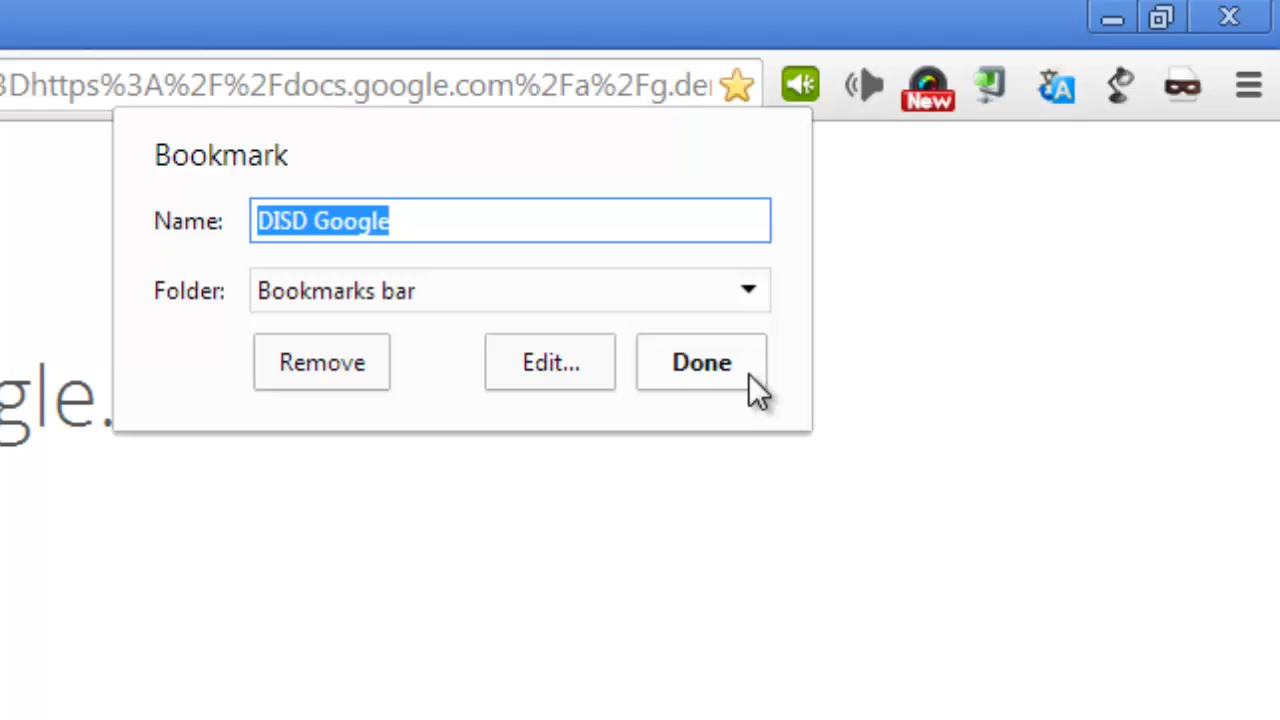 3Dhttps%3A%2F%2Fdocs.google.com%2Fa%2Fg.de
New
Bookmark
Name: DISD Google
Folder: Bookmarks bar
Remove Edit... Done
gle.